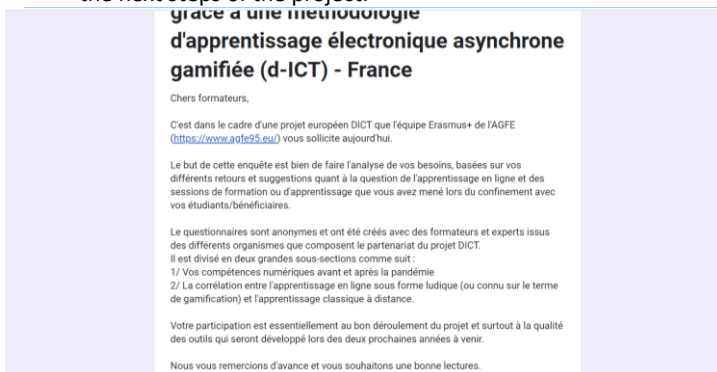 the next steps of the project.
grâce à une méthodologie
d'apprentissage électronique asynchrone
gamifiée (d-ICT) - France
Chers formateurs,
C'est dans le cadre d'une projet européen DICT que l'équipe Erasmus+ de l'AGFE
(https://www.agfe95.eu/) vous sollicite aujourd'hui.
Le but de cette enquête est bien de faire l'analyse de vos besoins, basées sur vos
différents retours et suggestions quant à la question de l'apprentissage en ligne et des
sessions de formation ou d'apprentissage que vous avez mené lors du confinement avec
vos étudiants/bénéficiaires.
Le questionnaires sont anonymes et ont été créés avec des formateurs et experts issus
des différents organismes que composent le partenariat du projet DICT.
Il est divisé en deux grandes sous-sections comme suit :
1/ Vos compétences numériques avant et après la pandémie
2/ La corrélation entre l'apprentissage en ligne sous forme ludique (ou connu sur le terme
de gamification) et l'apprentissage classique à distance.
Votre participation est essentiellement au bon déroulement du projet et surtout à la qualité
des outils qui seront développé lors des deux prochaines années à venir.
Nous vous remercions d'avance et vous souhaitons une bonne lectures.